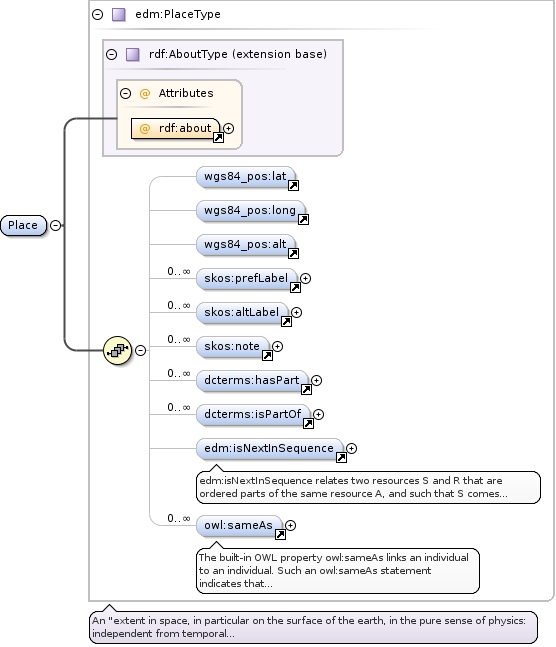 edm:PlaceType
rdf:AboutType (extension base)
@ Attributes
@ rdf:about
Place
wgs84_pos:lat
wgs84_pos:long
wgs84_pos:alt
0..∞ skos:prefLabel
0..∞ skos:altLabel
0..∞ skos:note
0..∞ dcterms:hasPart
0..∞ dcterms:isPartOf
edm:isNextInSequence
edm:isNextInSequence relates two resources S and R that are
ordered parts of the same resource A, and such that S comes...
0..∞ owl:sameAs
The built-in OWL property owl:sameAs links an individual
to an individual. Such an owl:sameAs statement
indicates that...
An "extent in space, in particular on the surface of the earth, in the pure sense of physics:
independent from temporal...